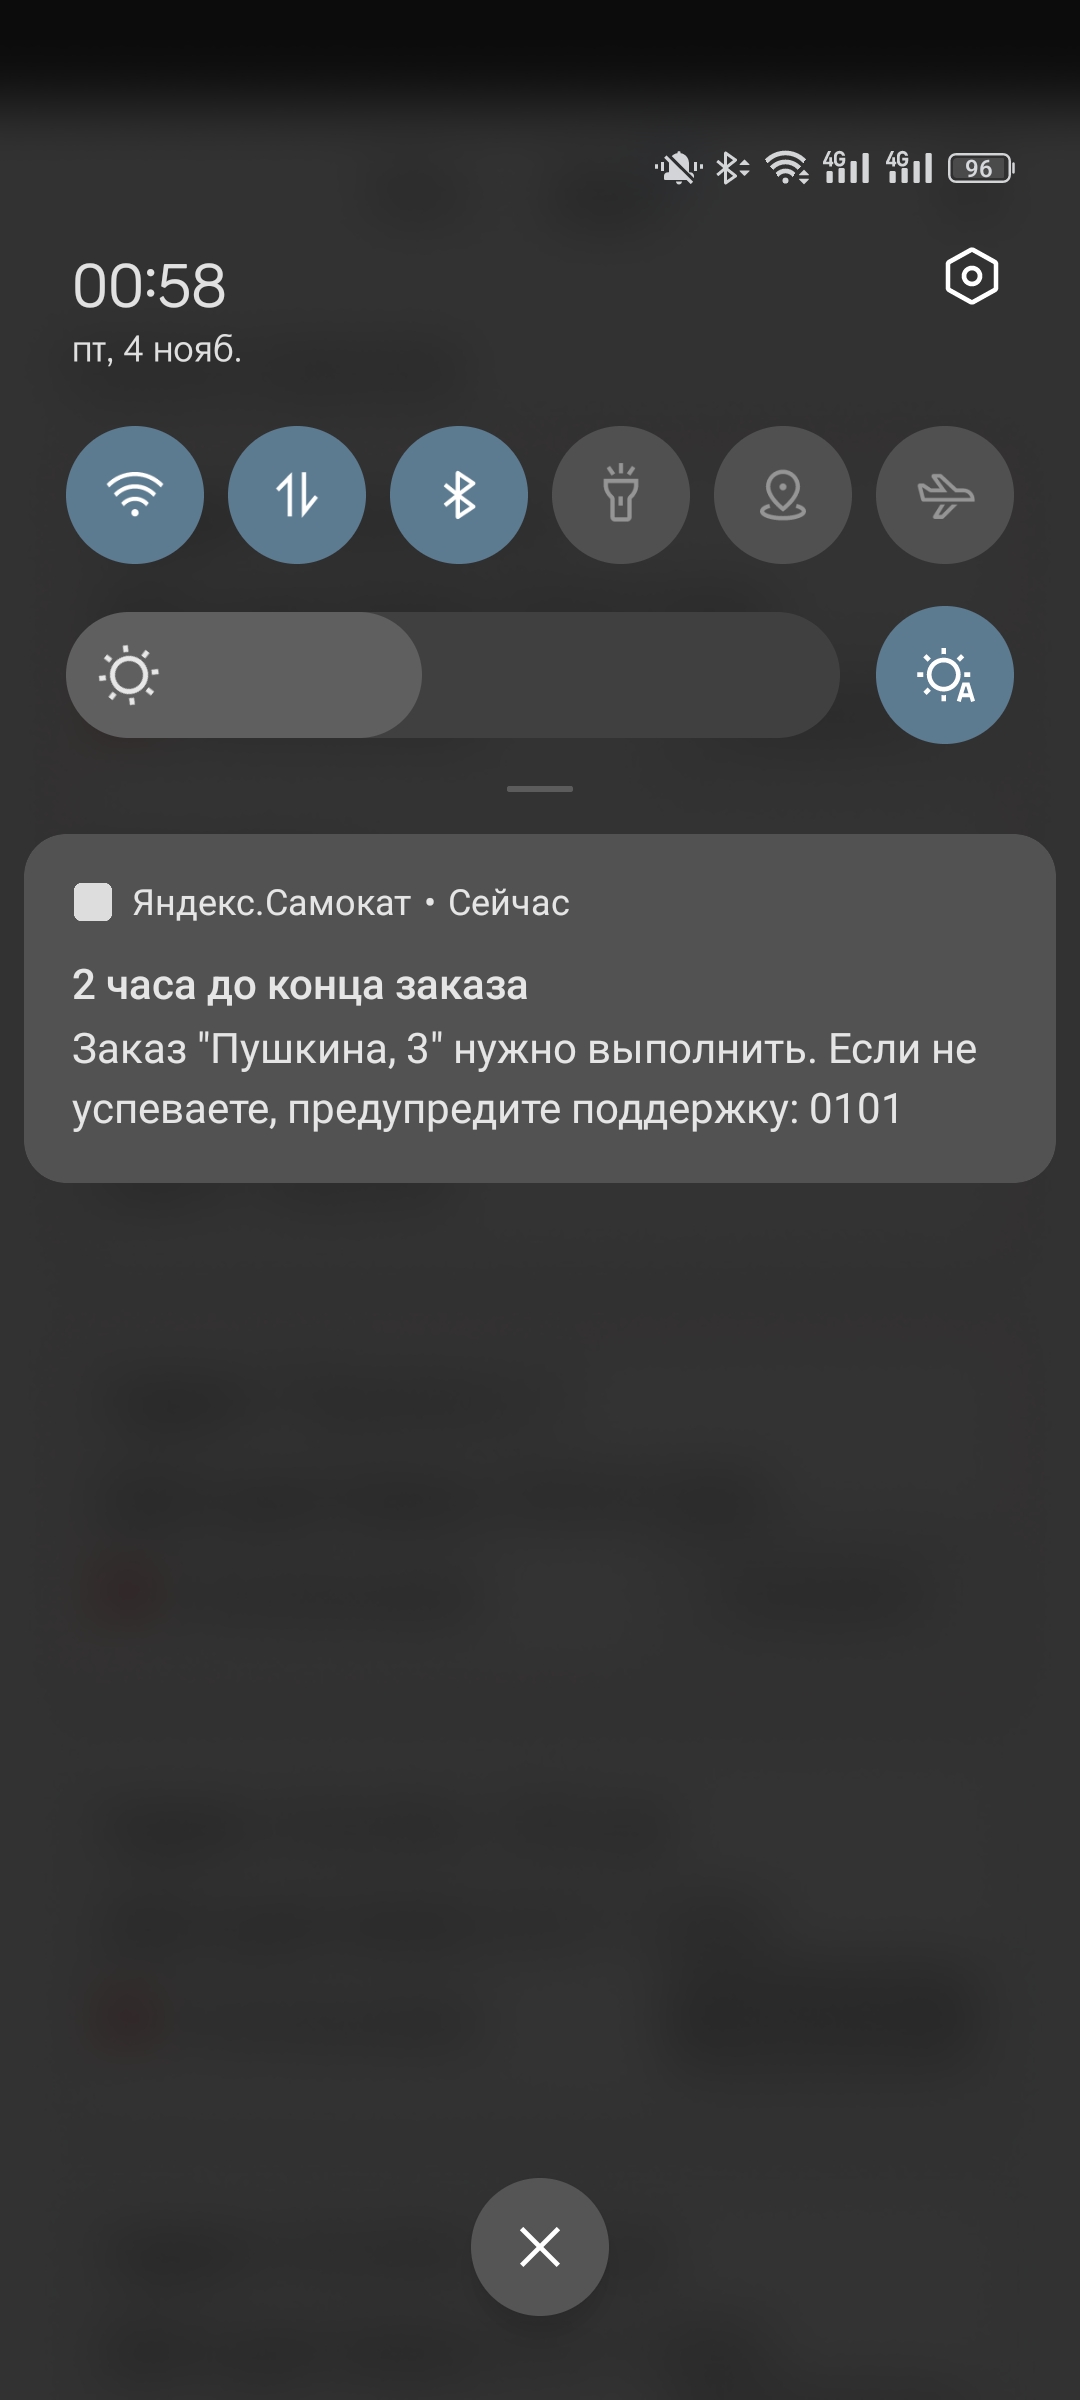 4G 4G 96
00:58
пт, 4 нояб.
A
Яндекс.Самокат • Сейчас
2 часа до конца заказа
Заказ "Пушкина, 3" нужно выполнить. Если не
успеваете, предупредите поддержку: 0101